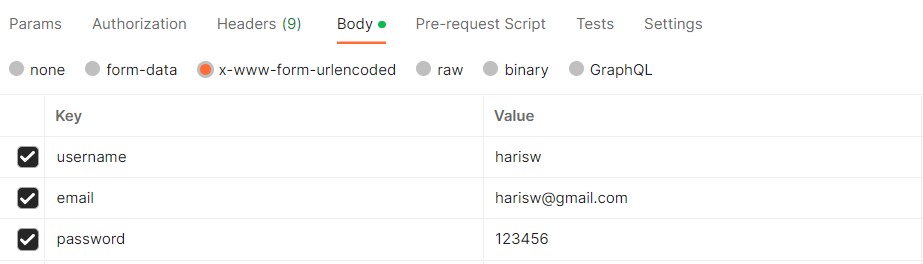 Params Authorization Headers (9) Body Pre-request Script Tests Settings
none form-data x-www-form-urlencoded raw binary GraphQL
Key Value
username harisw
email harisw@gmail.com
password 123456